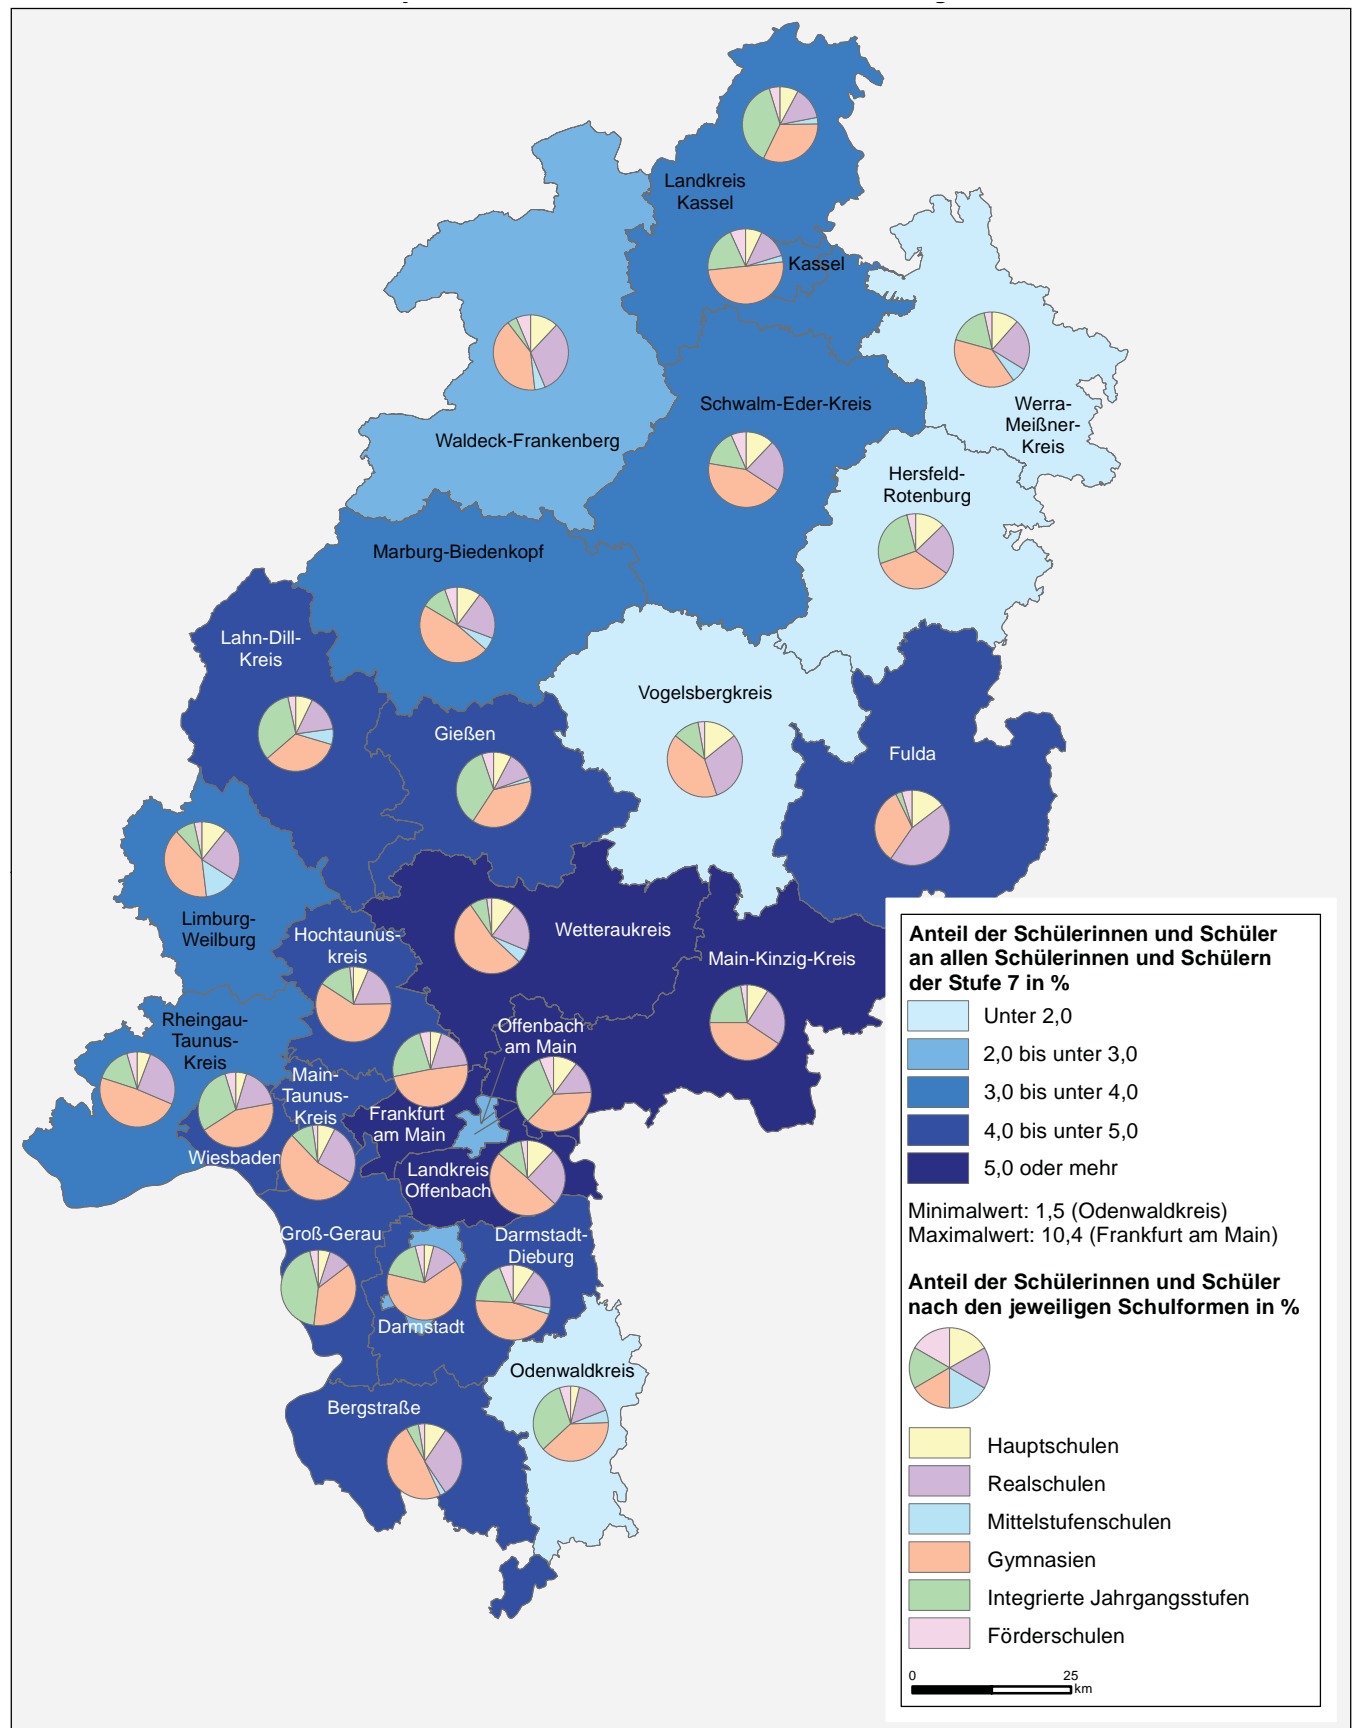 Landkreis
Kassel
Kassel
Werra-
Meißner-
Kreis
Schwalm-Eder-Kreis
Waldeck-Frankenberg
Hersfeld-
Rotenburg
Marburg-Biedenkopf
Lahn-Dill-
Kreis
Vogelsbergkreis
Gießen
Fulda
Limburg-
Weilburg
Hochtaunus-
kreis
Wetteraukreis
Main-Kinzig-Kreis
Rheingau-
Taunus-
Kreis
Offenbach
am Main
Main-
Taunus-
Kreis
Frankfurt
am Main
Wiesbaden
Landkreis
Offenbach
Groß-Gerau
Darmstadt-
Dieburg
Darmstadt
Odenwaldkreis
Bergstraße
Anteil der Schülerinnen und Schüler
an allen Schülerinnen und Schülern
der Stufe 7 in %
Unter 2,0
2,0 bis unter 3,0
3,0 bis unter 4,0
4,0 bis unter 5,0
5,0 oder mehr
Minimalwert: 1,5 (Odenwaldkreis)
Maximalwert: 10,4 (Frankfurt am Main)
Anteil der Schülerinnen und Schüler
nach den jeweiligen Schulformen in %
Hauptschulen
Realschulen
Mittelstufenschulen
Gymnasien
Integrierte Jahrgangsstufen
Förderschulen
0 25
km